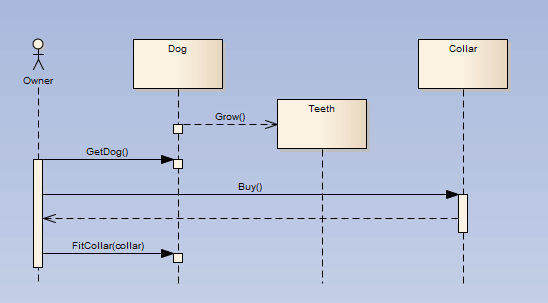 Dog
Collar
Owner
Teeth
Grow()
GetDog()
Buy()
FitCollar(collar)